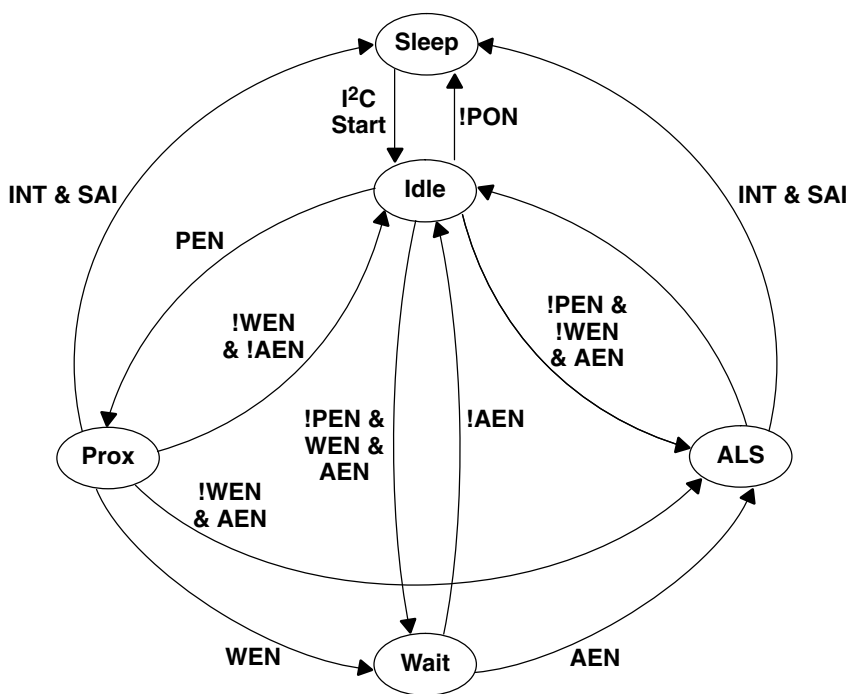 Sleep
I²C
Start
!PON
Idle
INT & SAI
INT & SAI
PEN
!WEN
& !AEN
!PEN &
!WEN
& AEN
!PEN &
WEN &
AEN
!AEN
Prox
ALS
!WEN
& AEN
WEN
Wait
AEN